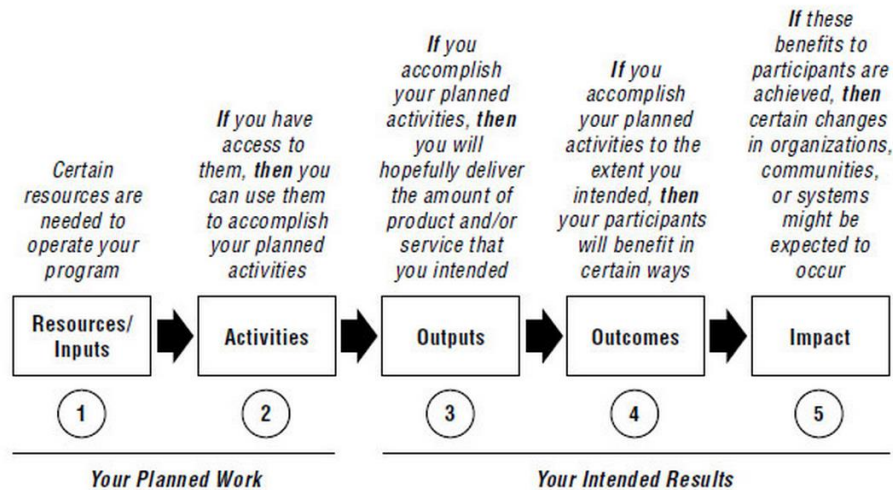 Certain
resources are
needed to
operate your
program
If you have
access to
them, then you
can use them
to accomplish
your planned
activities
If you
accomplish
your planned
activities, then
you will
hopefully deliver
the amount of
product and/or
service that
you intended
If you
accomplish
your planned
activities to the
extent you
intended, then
your participants
will benefit in
certain ways
If these
benefits to
participants are
achieved, then
certain changes
in organizations,
communities,
or systems
might be
expected to
occur
Resources/
Inputs
Activities
Outputs
Outcomes
Impact
1
2
3
4
5
Your Planned Work
Your Intended Results